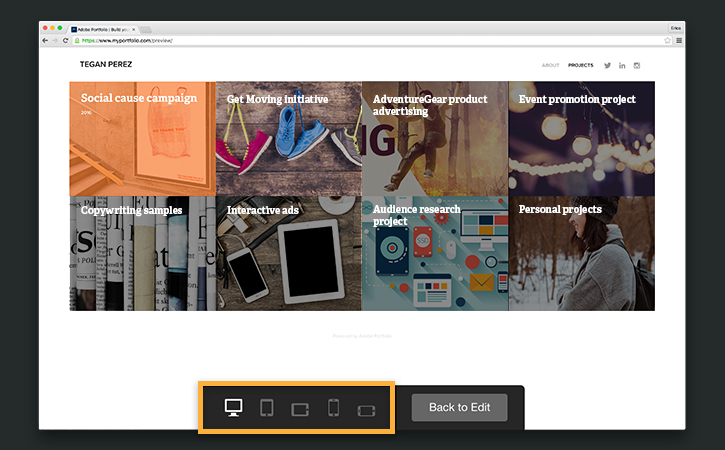 Adobe Portfolio | Build you
Erica
https://www.myportfolio.com/preview/
TEGAN PEREZ
ABOUT
PROJECTS
Social cause campaign
2016
Get Moving initiative
AdventureGear product
advertising
Event promotion project
Copywriting samples
Interactive ads
Audience research
project
Personal projects
Powered by Adobe Portfolio
Back to Edit